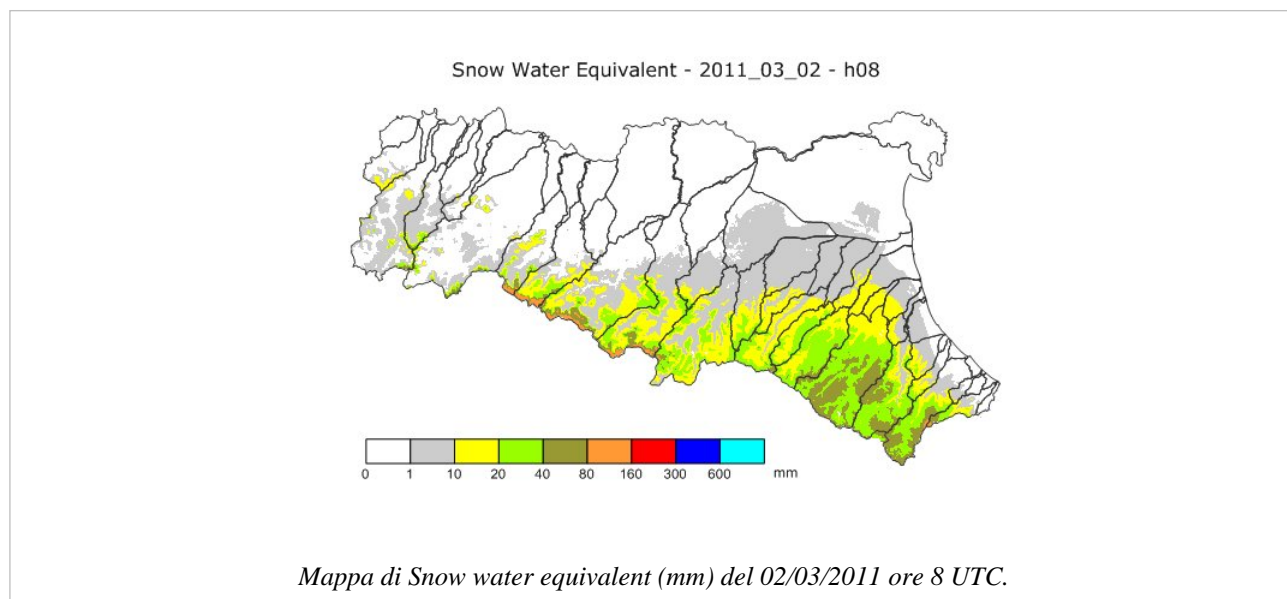 Snow Water Equivalent - 2011_03_02 - h08
0 1 10 20 40 80 160 300 600 mm
Mappa di Snow water equivalent (mm) del 02/03/2011 ore 8 UTC.